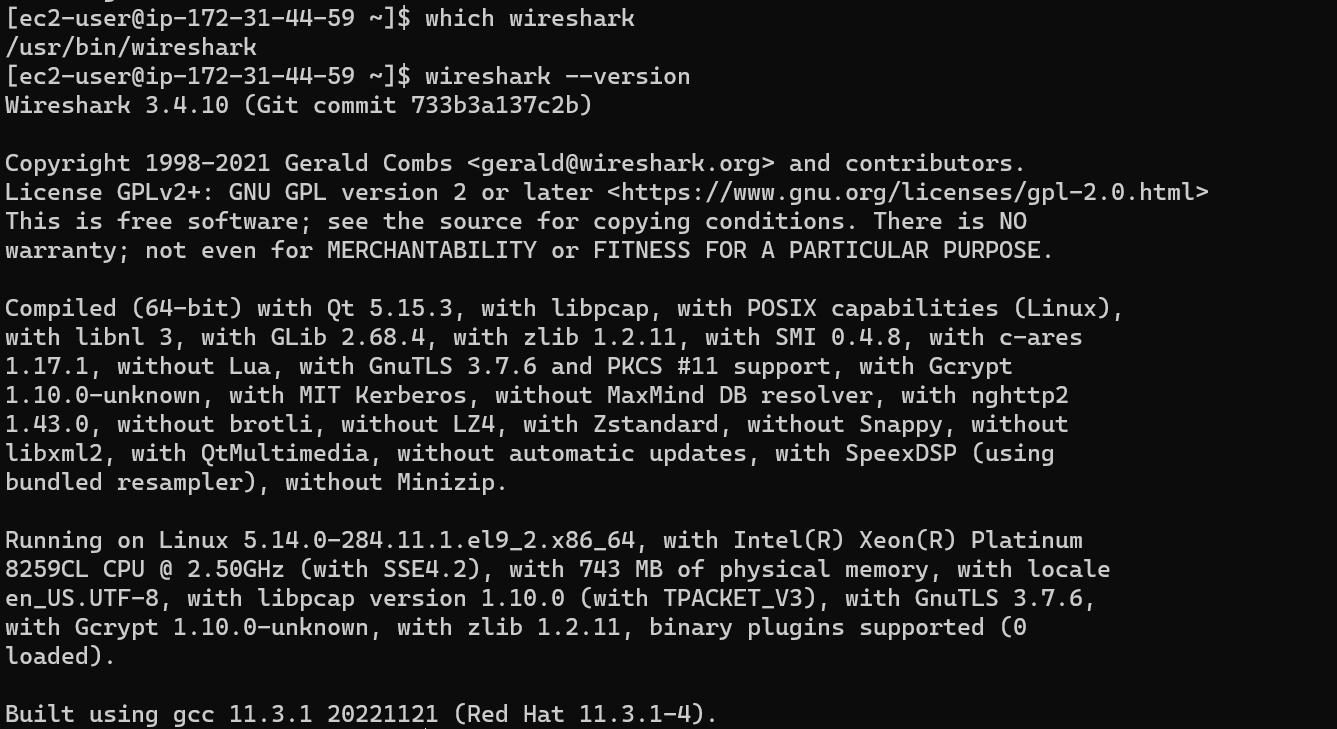 [ec2-user@ip-172-31-44-59 ~]$ which wireshark
/usr/bin/wireshark
[ec2-user@ip-172-31-44-59 ~]$ wireshark --version
Wireshark 3.4.10 (Git commit 733b3a137c2b)
Copyright 1998-2021 Gerald Combs <gerald@wireshark.org> and contributors.
License GPLv2+: GNU GPL version 2 or later <https://www.gnu.org/licenses/gpl-2.0.html>
This is free software; see the source for copying conditions. There is NO
warranty; not even for MERCHANTABILITY or FITNESS FOR A PARTICULAR PURPOSE.
Compiled (64-bit) with Qt 5.15.3, with libpcap, with POSIX capabilities (Linux),
with libnl 3, with GLib 2.68.4, with zlib 1.2.11, with SMI 0.4.8, with c-ares
1.17.1, without Lua, with GnuTLS 3.7.6 and PKCS #11 support, with Gcrypt
1.10.0-unknown, with MIT Kerberos, without MaxMind DB resolver, with nghttp2
1.43.0, without brotli, without LZ4, with Zstandard, without Snappy, without
libxml2, with QtMultimedia, without automatic updates, with SpeexDSP (using
bundled resampler), without Minizip.
Running on Linux 5.14.0-284.11.1.el9_2.x86_64, with Intel(R) Xeon(R) Platinum
8259CL CPU @ 2.50GHz (with SSE4.2), with 743 MB of physical memory, with locale
en_US.UTF-8, with libpcap version 1.10.0 (with TPACKET_V3), with GnuTLS 3.7.6,
with Gcrypt 1.10.0-unknown, with zlib 1.2.11, binary plugins supported (0
loaded).
Built using gcc 11.3.1 20221121 (Red Hat 11.3.1-4).